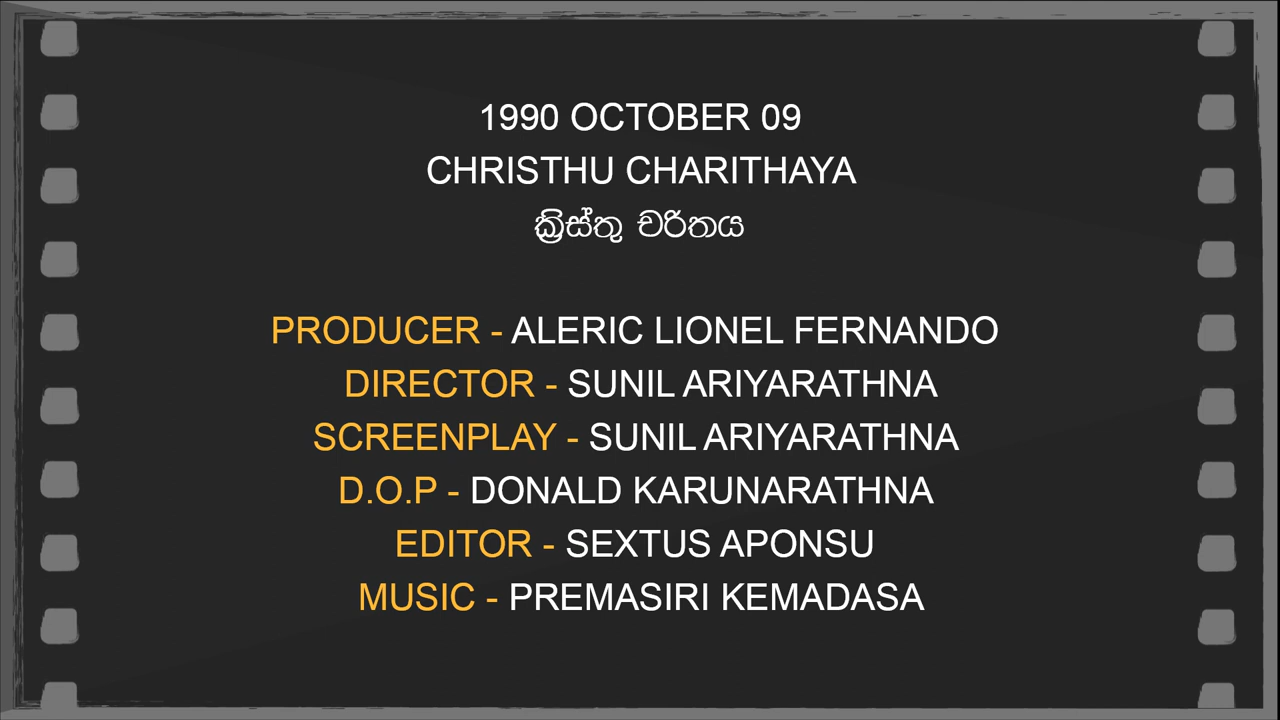 1990 OCTOBER 09
CHRISTHU CHARITHAYA
ක්‍රිස්තු චරිතය
PRODUCER - ALERIC LIONEL FERNANDO
DIRECTOR - SUNIL ARIYARATHNA
SCREENPLAY - SUNIL ARIYARATHNA
D.O.P - DONALD KARUNARATHNA
EDITOR - SEXTUS APONSU
MUSIC - PREMASIRI KEMADASA